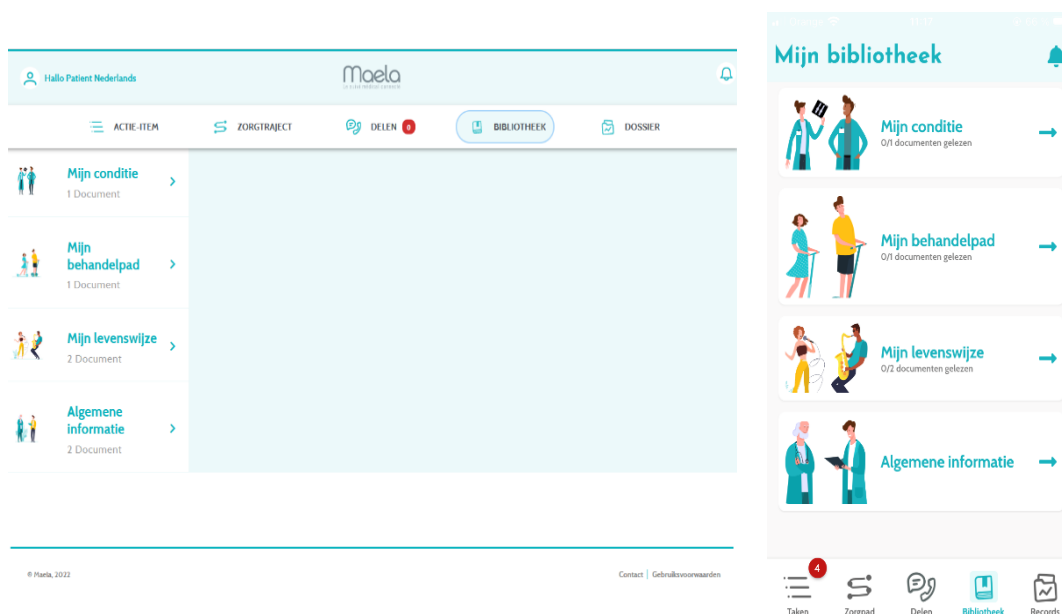 Hallo Patient Nederlands
Maela
ACTIE-ITEM
ZORGTRAJECT
DELEN 0
BIBLIOTHEEK
DOSSIER
Mijn conditie
1 Document
Mijn
behandelpad
1 Document
Mijn levenswijze
2 Document
Algemene
informatie
2 Document
© Maela, 2022
Contact | Gebruiksvoorwaarden
Mijn bibliotheek
Mijn conditie
0/1 documenten gelezen
Mijn behandelpad
0/1 documenten gelezen
Mijn levenswijze
0/2 documenten gelezen
Algemene informatie
4
Taken
Zorgpad
Delen
Bibliotheek
Records